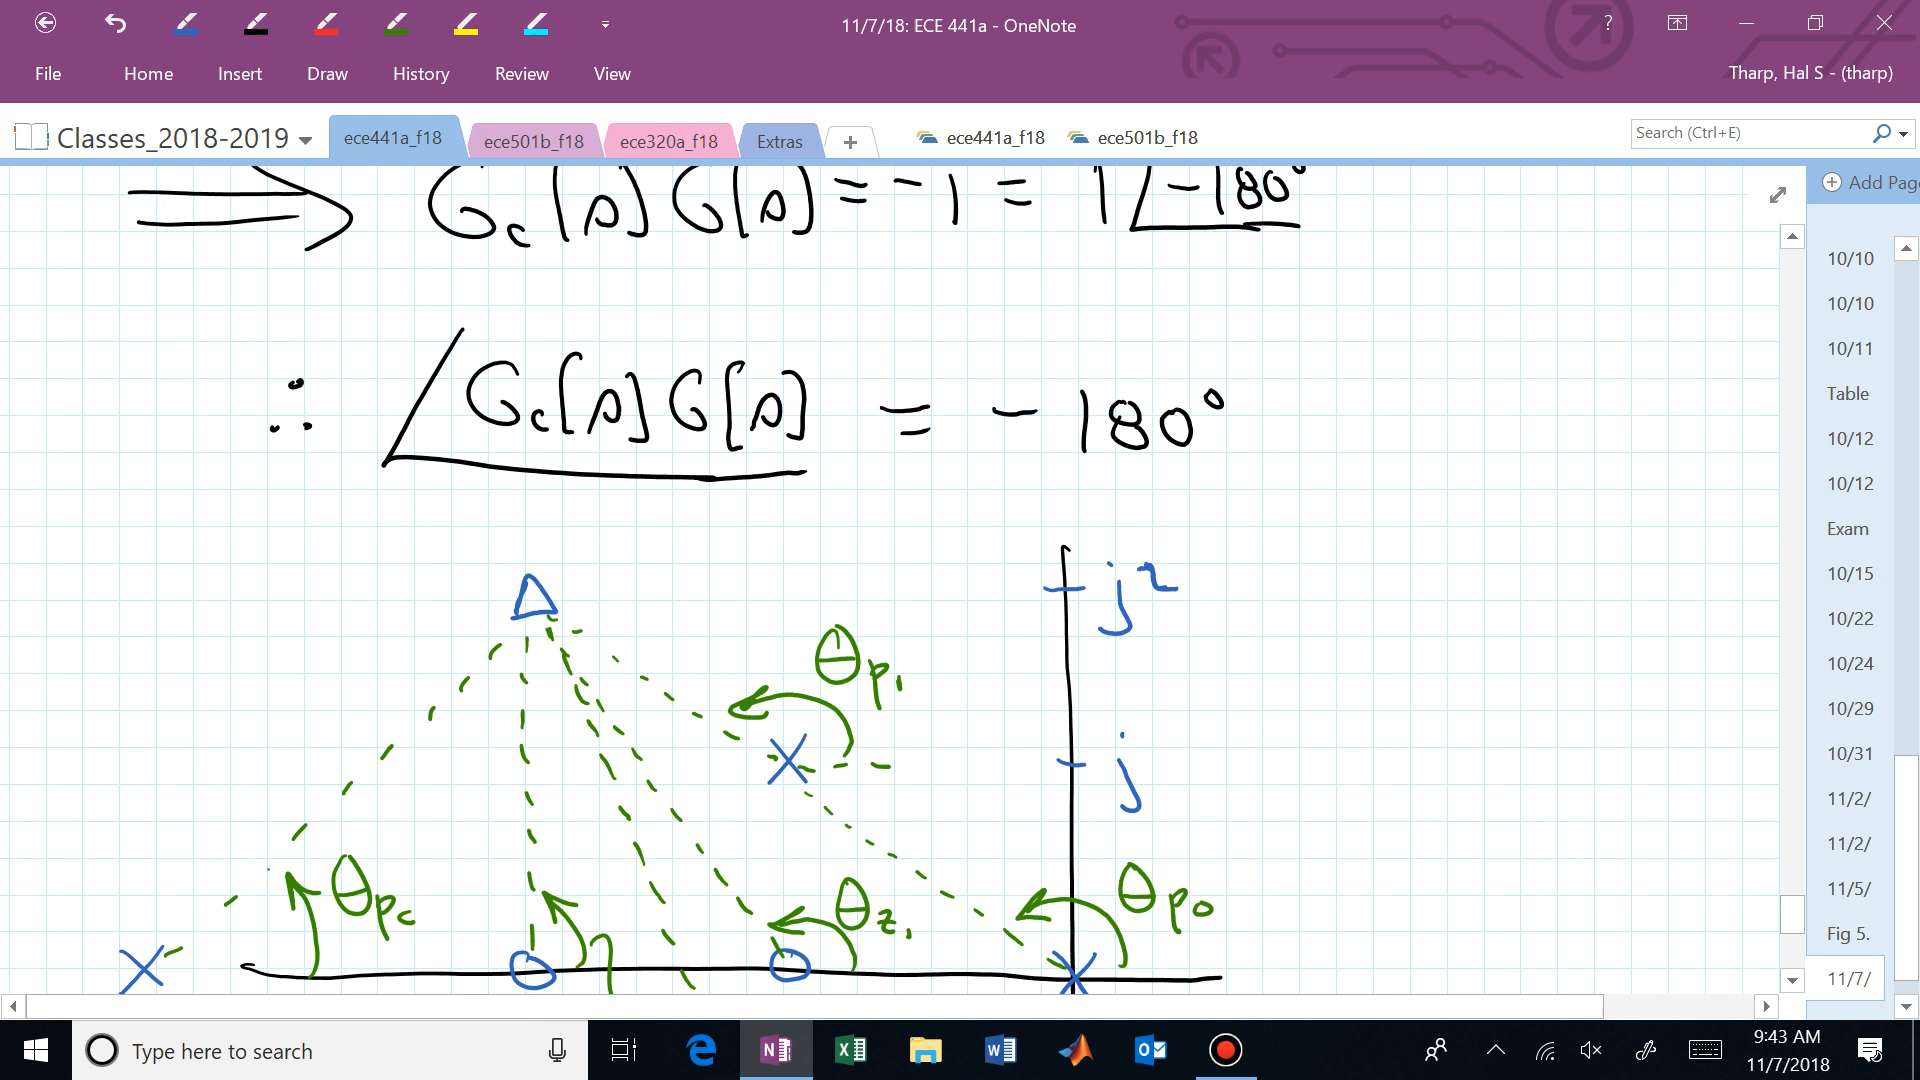 11/7/18: ECE 441a - OneNote
?
File Home Insert Draw History Review View
Tharp, Hal S - (tharp)
Classes_2018-2019
ece441a_f18 ece501b_f18 ece320a_f18 Extras + ece441a_f18 ece501b_f18
Search (Ctrl+E)
Add Pag
⇒ Gc[s] G[s] = -1 = 1∠-180°
∴ ∠Gc[s]G[s] = -180°
j2
θp1
j
θpc
θz1
θpo
10/10
10/10
10/11
Table
10/12
10/12
Exam
10/15
10/22
10/24
10/29
10/31
11/2/
11/2/
11/5/
Fig 5.
11/7/
Type here to search
9:43 AM
11/7/2018